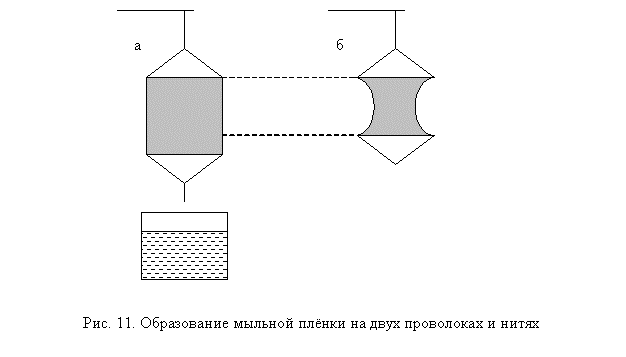 а
б
Рис. 11. Образование мыльной плёнки на двух проволоках и нитях